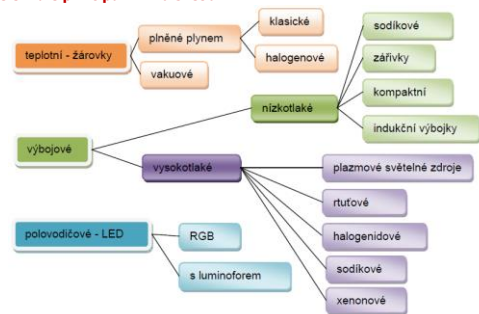 teplotní - žárovky
plněné plynem
vakuové
klasické
halogenové
výbojové
nízkotlaké
sodíkové
zářivky
kompaktní
indukční výbojky
vysokotlaké
plazmové světelné zdroje
rtuťové
halogenidové
sodíkové
xenonové
polovodičové - LED
RGB
s luminoforem